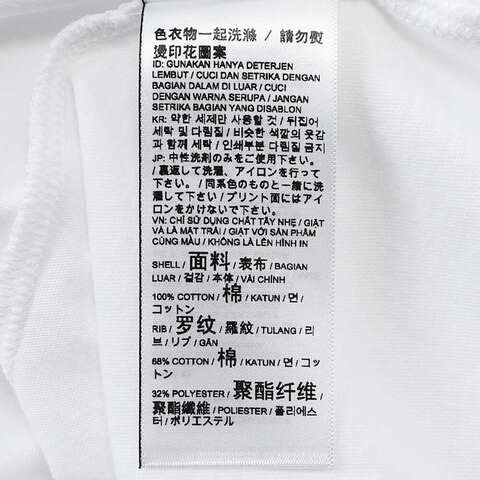 色衣物一起洗滌 / 請勿熨
燙印花圖案
ID: GUNAKAN HANYA DETERJEN
LEMBUT / CUCI DAN SETRIKA DENGAN
BAGIAN DALAM DI LUAR / CUCI
DENGAN WARNA SERUPA / JANGAN
SETRIKA BAGIAN YANG DISABLON
KR: 약한 세제만 사용할 것 / 뒤집어
세탁 및 다림질 / 비슷한 색깔의 옷감
과 함께 세탁 / 인쇄부분 다림질 금지
JP: 中性洗剤のみをご使用下さい。
/ 裏返して洗濯、アイロンを行って
下さい。 / 同系色のものと一緒に洗
濯して下さい / プリント面にはアイ
ロンをかけないで下さい。
VN: CHỈ SỬ DỤNG CHẤT TẨY NHẸ / GIẶT
VÀ LÀ MẶT TRÁI / GIẶT VỚI SẢN PHẨM
CÙNG MÀU / KHÔNG LÀ LÊN HÌNH IN
SHELL / 面料 / 表布 / BAGIAN
LUAR / 겉감 / 本体 / VẢI CHÍNH
100% COTTON / 棉 / KATUN / 면 /
コットン
RIB / 罗纹 / 羅紋 / TULANG / 리
브 / リブ / GÂN
68% COTTON / 棉 / KATUN / 면 / コッ
トン
32% POLYESTER / 聚酯纤维 /
聚酯纖維 / POLIESTER / 폴리에스
터 / ポリエステル